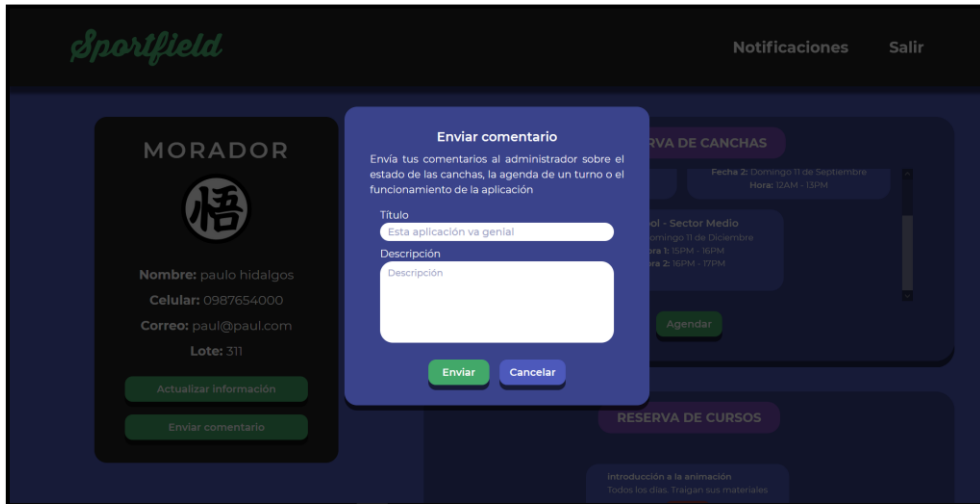 Sportfield
Notificaciones
Salir
MORADOR
悟
Nombre: paulo hidalgos
Celular: 0987654000
Correo: paul@paul.com
Lote: 311
Actualizar información
Enviar comentario
Enviar comentario
Envía tus comentarios al administrador sobre el
estado de las canchas, la agenda de un turno o el
funcionamiento de la aplicación
Título
Esta aplicación va genial
Descripción
Descripción
Enviar
Cancelar
RVA DE CANCHAS
Fecha 2: Domingo 11 de Septiembre
Hora: 12AM - 13PM
ol - Sector Medio
omingo 11 de Diciembre
ra 1: 15PM - 16PM
ra 2: 16PM - 17PM
Agendar
RESERVA DE CURSOS
introducción a la animación
Todos los días. Traigan sus materiales